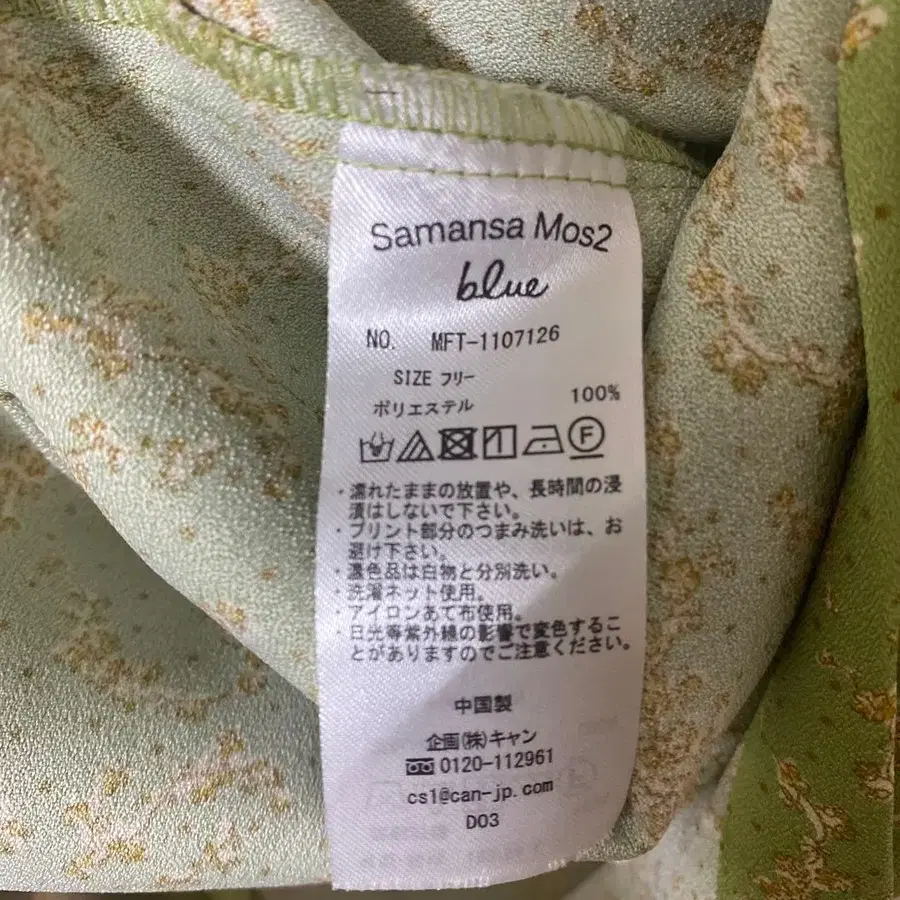 Samansa Mos2
blue
NO. MFT-1107126
SIZE フリー
ポリエステル 100%
F
・濡れたままの放置や、長時間の浸
漬はしないで下さい。
・プリント部分のつまみ洗いは、お
避け下さい。
・濃色品は白物と分別洗い。
・洗濯ネット使用。
・アイロンあて布使用。
・日光等紫外線の影響で変色するこ
とがありますのでご注意ください。
中国製
企画(株)キャン
0120-112961
cs1@can-jp.com
D03